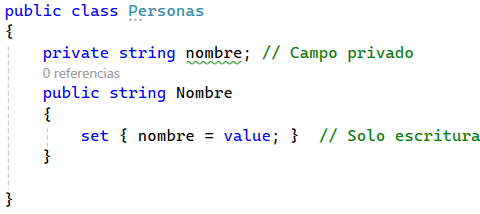 public class Personas
{
private string nombre; // Campo privado
0 referencias
public string Nombre
{
set { nombre = value; } // Solo escritura
}
}